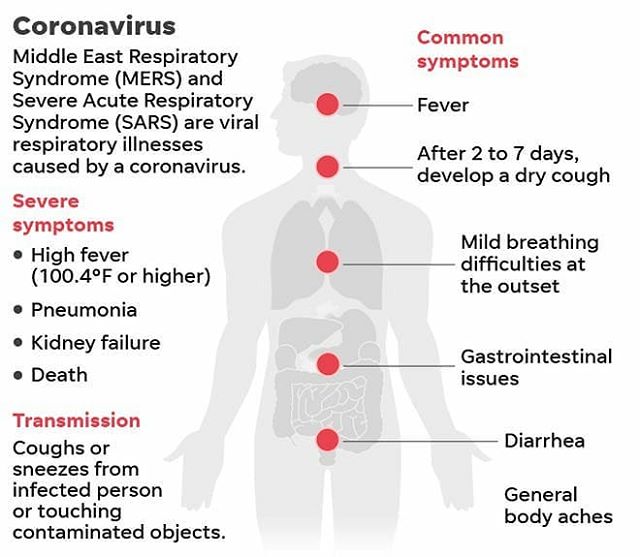 Coronavirus
Middle East Respiratory
Syndrome (MERS) and
Severe Acute Respiratory
Syndrome (SARS) are viral
respiratory illnesses
caused by a coronavirus.
Severe
symptoms
• High fever
(100.4°F or higher)
• Pneumonia
• Kidney failure
• Death
Transmission
Coughs or
sneezes from
infected person
or touching
contaminated objects.
Common
symptoms
Fever
After 2 to 7 days,
develop a dry cough
Mild breathing
difficulties at
the outset
Gastrointestinal
issues
Diarrhea
General
body aches